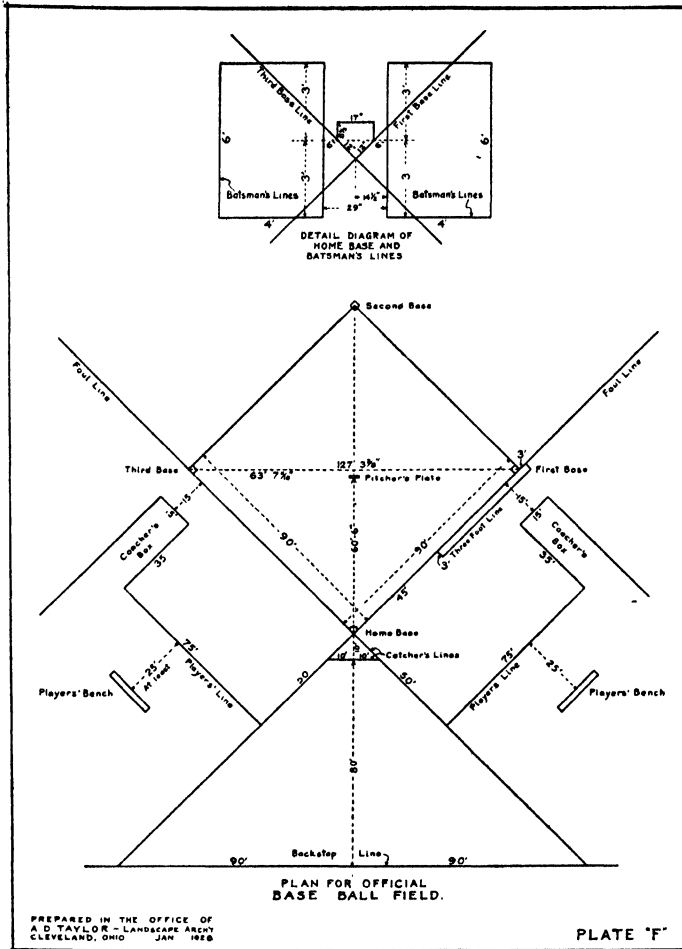 Third Base Line
First Base Line
3'
3'
17"
8½"
6"
6"
12"
12"
6'
6'
3'
3
Batsman's Lines
Batsman's Lines
14½"
29"
4'
4'
DETAIL DIAGRAM OF
HOME BASE AND
BATSMAN'S LINES
Second Base
Foul Line
Foul Line
Third Base
127' 3⅜"
3'
First Base
63' 7⁷⁄₁₆"
Pitcher's Plate
15
15'
15'
15'
Coacher's
Box
Coacher's
Box
35
35'
90'
60'-6"
90'
3' Three Foot Line
45'
Home Base
8'
10'
10'
Catcher's Lines
75'
75'
Players' Line
Players' Line
25'
At least
25'
Players' Bench
Players' Bench
50'
80'
Backstop Line
90'
90'
PLAN FOR OFFICIAL
BASE BALL FIELD.
PREPARED IN THE OFFICE OF
A D TAYLOR - LANDSCAPE ARCH'T
CLEVELAND, OHIO JAN
PLATE "F"